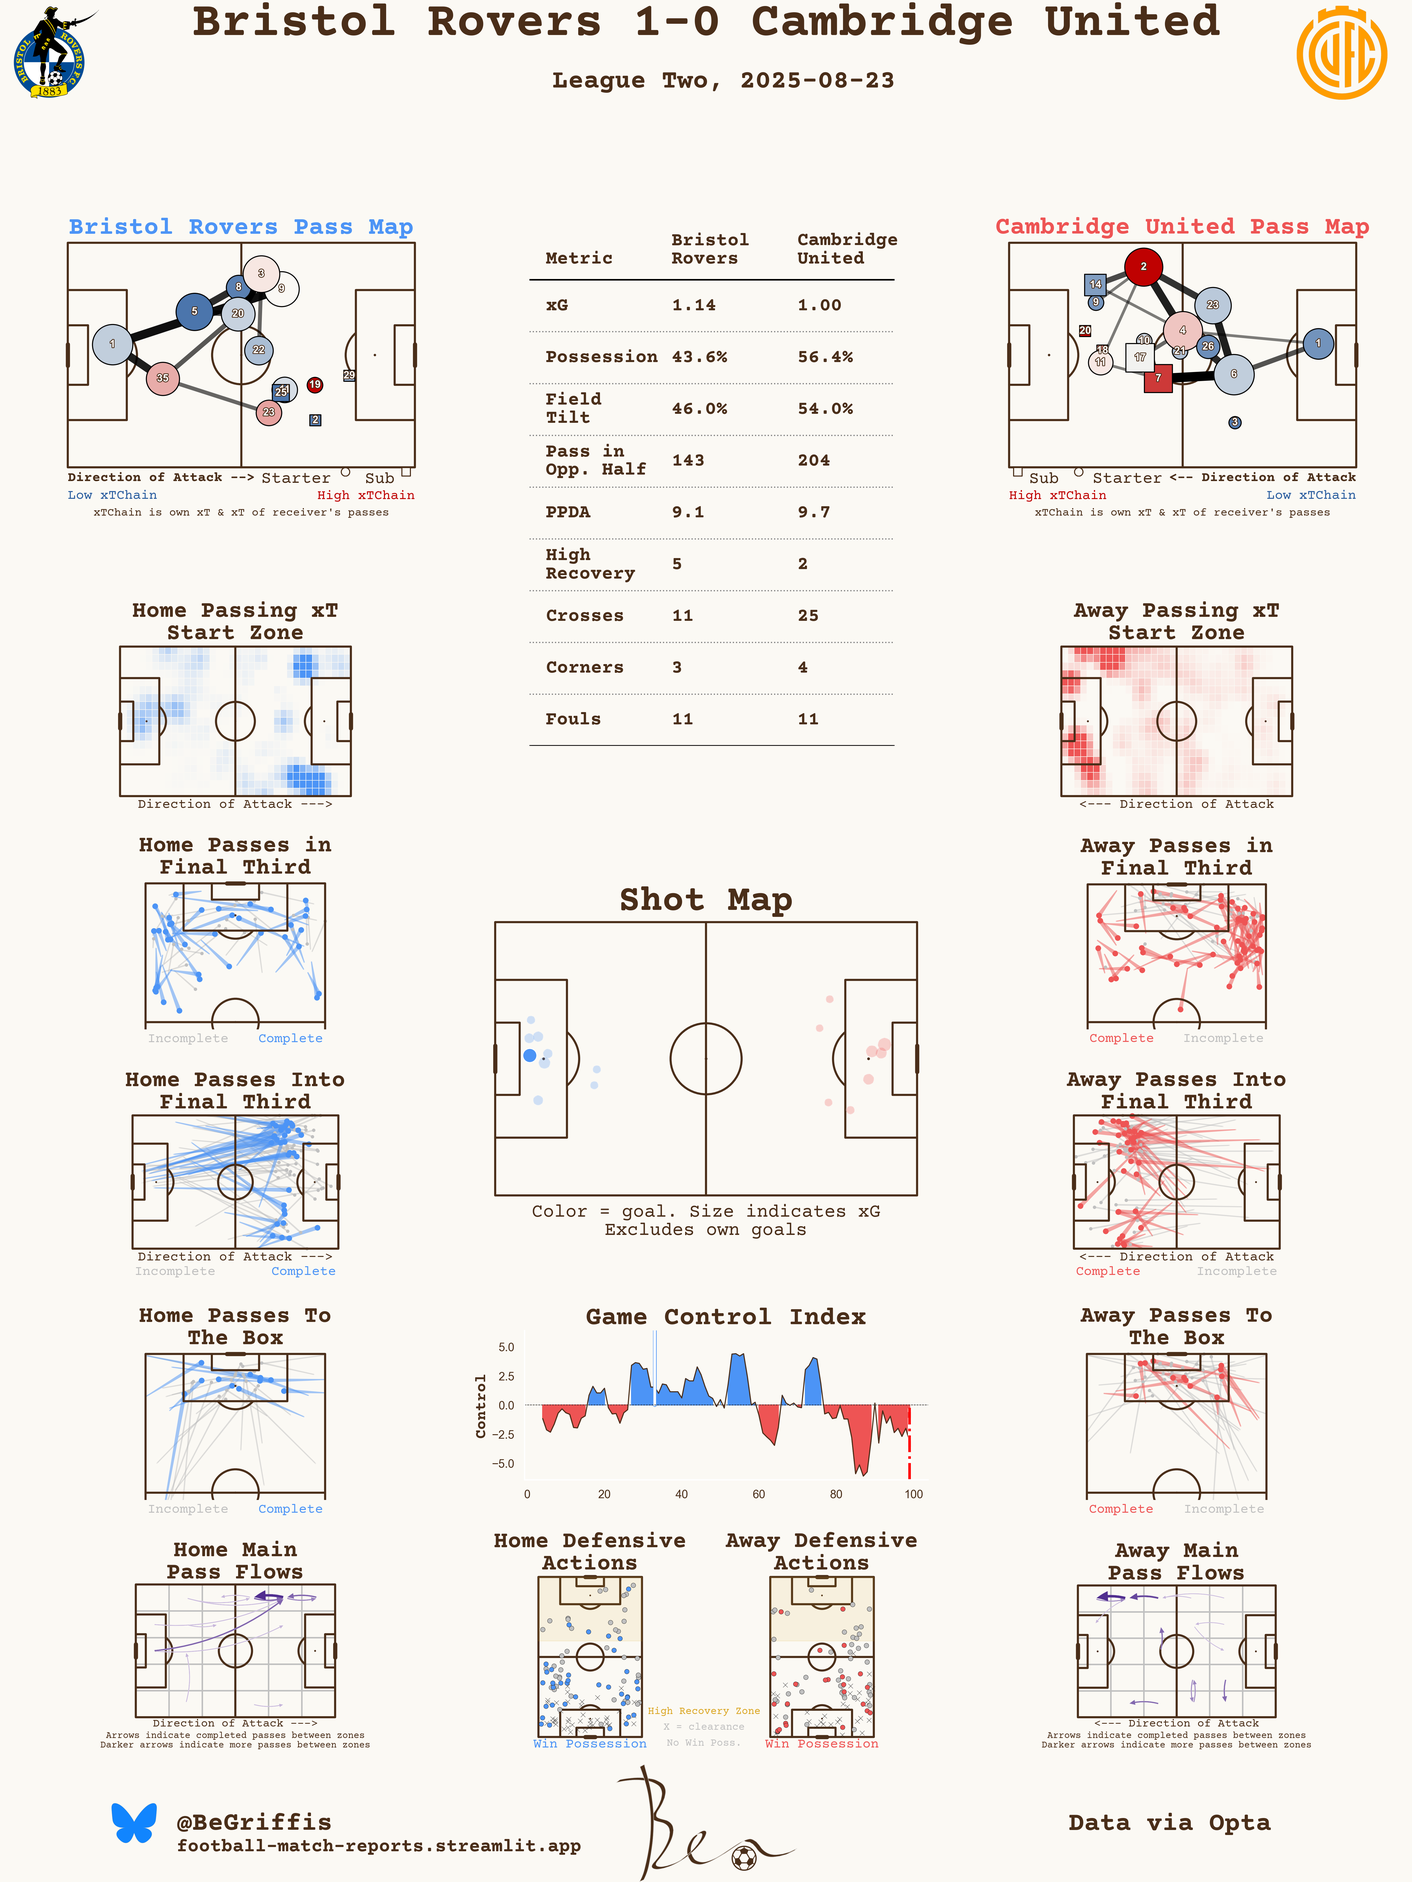 Bristol Rovers 1-0 Cambridge United
League Two, 2025-08-23
BRISTOL ROVERS F.C.
1883
CUFC
Bristol Rovers Pass Map
3
8
9
5
20
1
22
35
19
29
25
23
2
Direction of Attack --> Starter Sub
Low xTChain High xTChain
xTChain is own xT & xT of receiver's passes
Metric Bristol Rovers Cambridge United
xG 1.14 1.00
Possession 43.6% 56.4%
Field Tilt 46.0% 54.0%
Pass in Opp. Half 143 204
PPDA 9.1 9.7
High Recovery 5 2
Crosses 11 25
Corners 3 4
Fouls 11 11
Cambridge United Pass Map
2
14
9
23
20
4
10
18
21
26
1
11
17
7
6
3
Sub Starter <-- Direction of Attack
High xTChain Low xTChain
xTChain is own xT & xT of receiver's passes
Home Passing xT
Start Zone
Direction of Attack --->
Away Passing xT
Start Zone
<--- Direction of Attack
Home Passes in
Final Third
Incomplete Complete
Away Passes in
Final Third
Complete Incomplete
Shot Map
Color = goal. Size indicates xG
Excludes own goals
Home Passes Into
Final Third
Direction of Attack --->
Incomplete Complete
Away Passes Into
Final Third
<--- Direction of Attack
Complete Incomplete
Home Passes To
The Box
Incomplete Complete
Game Control Index
Control
5.0
2.5
0.0
−2.5
−5.0
0 20 40 60 80 100
Away Passes To
The Box
Complete Incomplete
Home Main
Pass Flows
Direction of Attack --->
Arrows indicate completed passes between zones
Darker arrows indicate more passes between zones
Home Defensive
Actions
Win Possession
Away Defensive
Actions
Win Possession
High Recovery Zone
X = clearance
No Win Poss.
Away Main
Pass Flows
<--- Direction of Attack
Arrows indicate completed passes between zones
Darker arrows indicate more passes between zones
@BeGriffis
football-match-reports.streamlit.app
Ben
Data via Opta